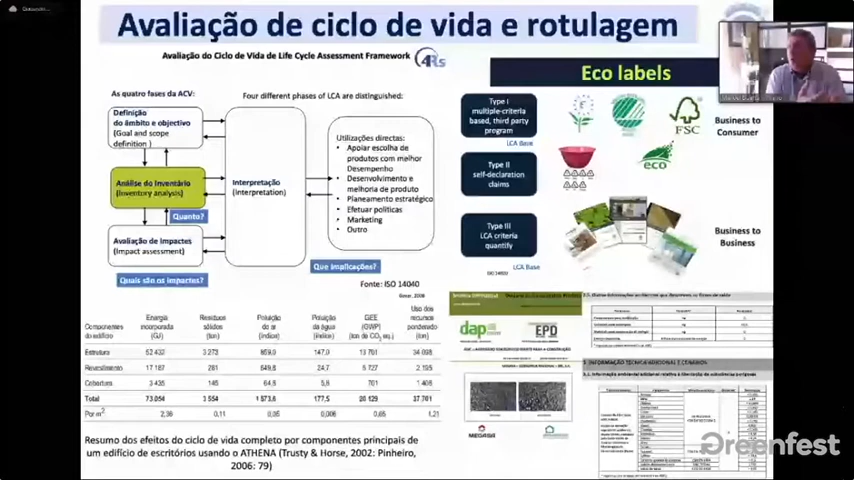 Avaliação de ciclo de vida e rotulagem
Avaliação do Ciclo de Vida de Life Cycle Assessment Framework
4Rs
Eco labels
As quatro fases da ACV:
Four different phases of LCA are distinguished:
Definição
do âmbito e objectivo
(Goal and scope
definition )
Análise do Inventário
(Inventory analysis)
Quanto?
Avaliação de Impactes
(Impact assessment)
Quais são os impactes?
Interpretação
(Interpretation)
Utilizações directas:
• Apoiar escolha de
produtos com melhor
Desempenho
• Desenvolvimento e
melhoria de produto
• Planeamento estratégico
• Efetuar políticas
• Marketing
• Outro
Que implicações?
Fonte: ISO 14040
Type I
multiple-criteria
based, third party
program
LCA Base
Type II
self-declaration
claims
Type III
LCA criteria
quantify
LCA Base
FSC
eco
Business to
Consumer
Business to
Business
Componentes
do edifício
Energia
incorporada
(GJ)
Resíduos
sólidos
(ton)
Poluição
de ar
(índice)
Poluição
da água
(índice)
GEE
(GWP)
(ton de CO2 eq.)
Uso dos
recursos
ponderado
(ton)
Estrutura 52 432 3 273 859,0 147,0 13 701 34 098
Revestimento 17 187 281 649,8 24,7 5 727 2 195
Cobertura 3 435 145 64,8 5,8 701 1 408
Total 73 054 3 554 1 573,6 177,5 20 129 37 701
Por m2 2,36 0,11 0,05 0,006 0,65 1,21
dap
EPD
MEGASA
Resumo dos efeitos do ciclo de vida completo por componentes principais de
um edifício de escritórios usando o ATHENA (Trusty & Horse, 2002: Pinheiro,
2006: 79)
Greenfest